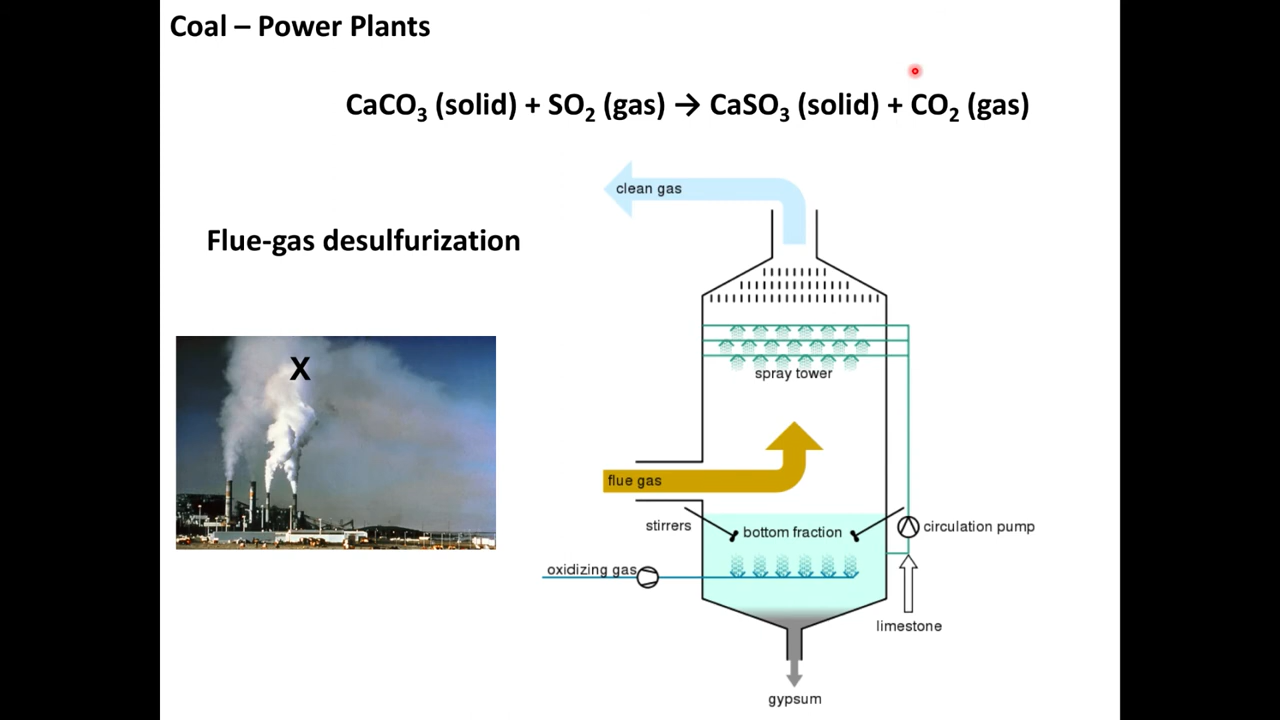 Coal – Power Plants
CaCO₃ (solid) + SO₂ (gas) → CaSO₃ (solid) + CO₂ (gas)
clean gas
Flue-gas desulfurization
X
spray tower
flue gas
stirrers
bottom fraction
circulation pump
oxidizing gas
limestone
gypsum